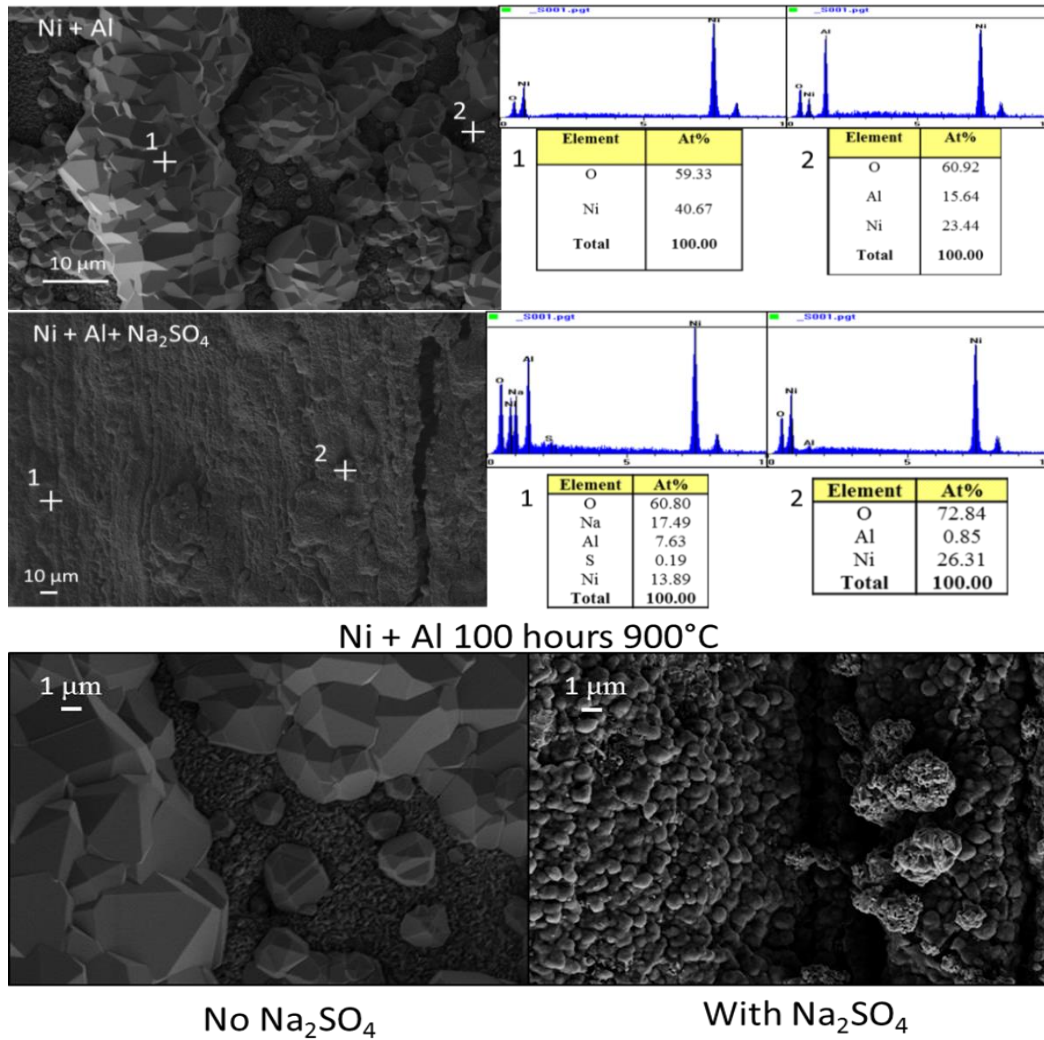 Ni + Al
1
2
10 µm
_S001.pgt
Ni
Ni
O
0
5
1
Element At%
O 59.33
Ni 40.67
Total 100.00
_S001.pgt
Al
Ni
O
Ni
0
5
1
2
Element At%
O 60.92
Al 15.64
Ni 23.44
Total 100.00
Ni + Al+ Na₂SO₄
1
2
10 µm
_S001.pgt
Ni
Al
O
Na
Ni
S
0
5
1
Element At%
O 60.80
Na 17.49
Al 7.63
S 0.19
Ni 13.89
Total 100.00
_S001.pgt
Ni
Ni
O
Al
0
5
2
Element At%
O 72.84
Al 0.85
Ni 26.31
Total 100.00
Ni + Al 100 hours 900°C
1 µm
1 µm
No Na₂SO₄
With Na₂SO₄